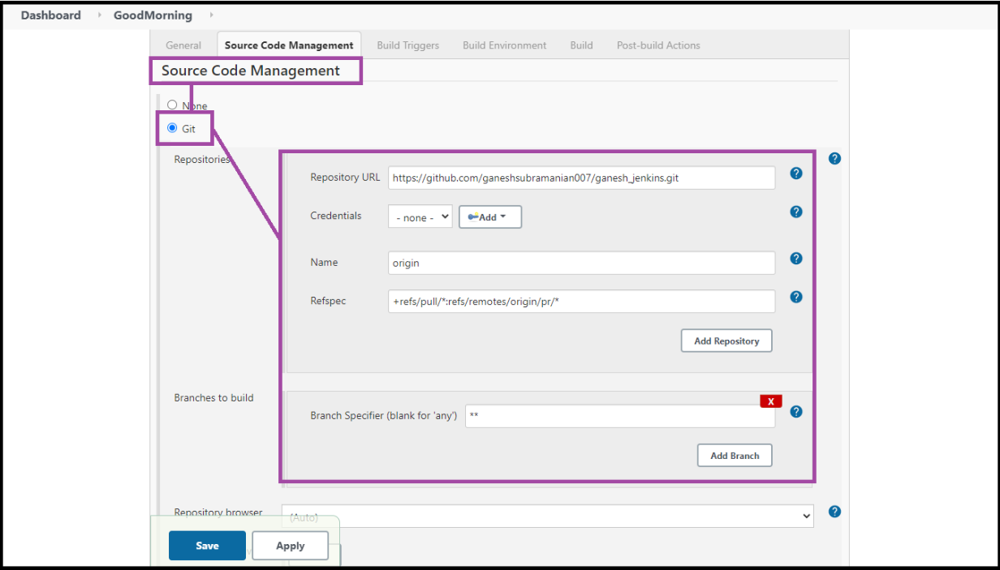 Dashboard GoodMorning
General Source Code Management Build Triggers Build Environment Build Post-build Actions
Source Code Management
None
Git
Repositories
Repository URL https://github.com/ganeshsubramanian007/ganesh_jenkins.git ?
Credentials - none - Add ?
Name origin ?
Refspec +refs/pull/*:refs/remotes/origin/pr/* ?
Add Repository
Branches to build
X
Branch Specifier (blank for 'any') ** ?
Add Branch
Repository browser (Auto) ?
Save Apply